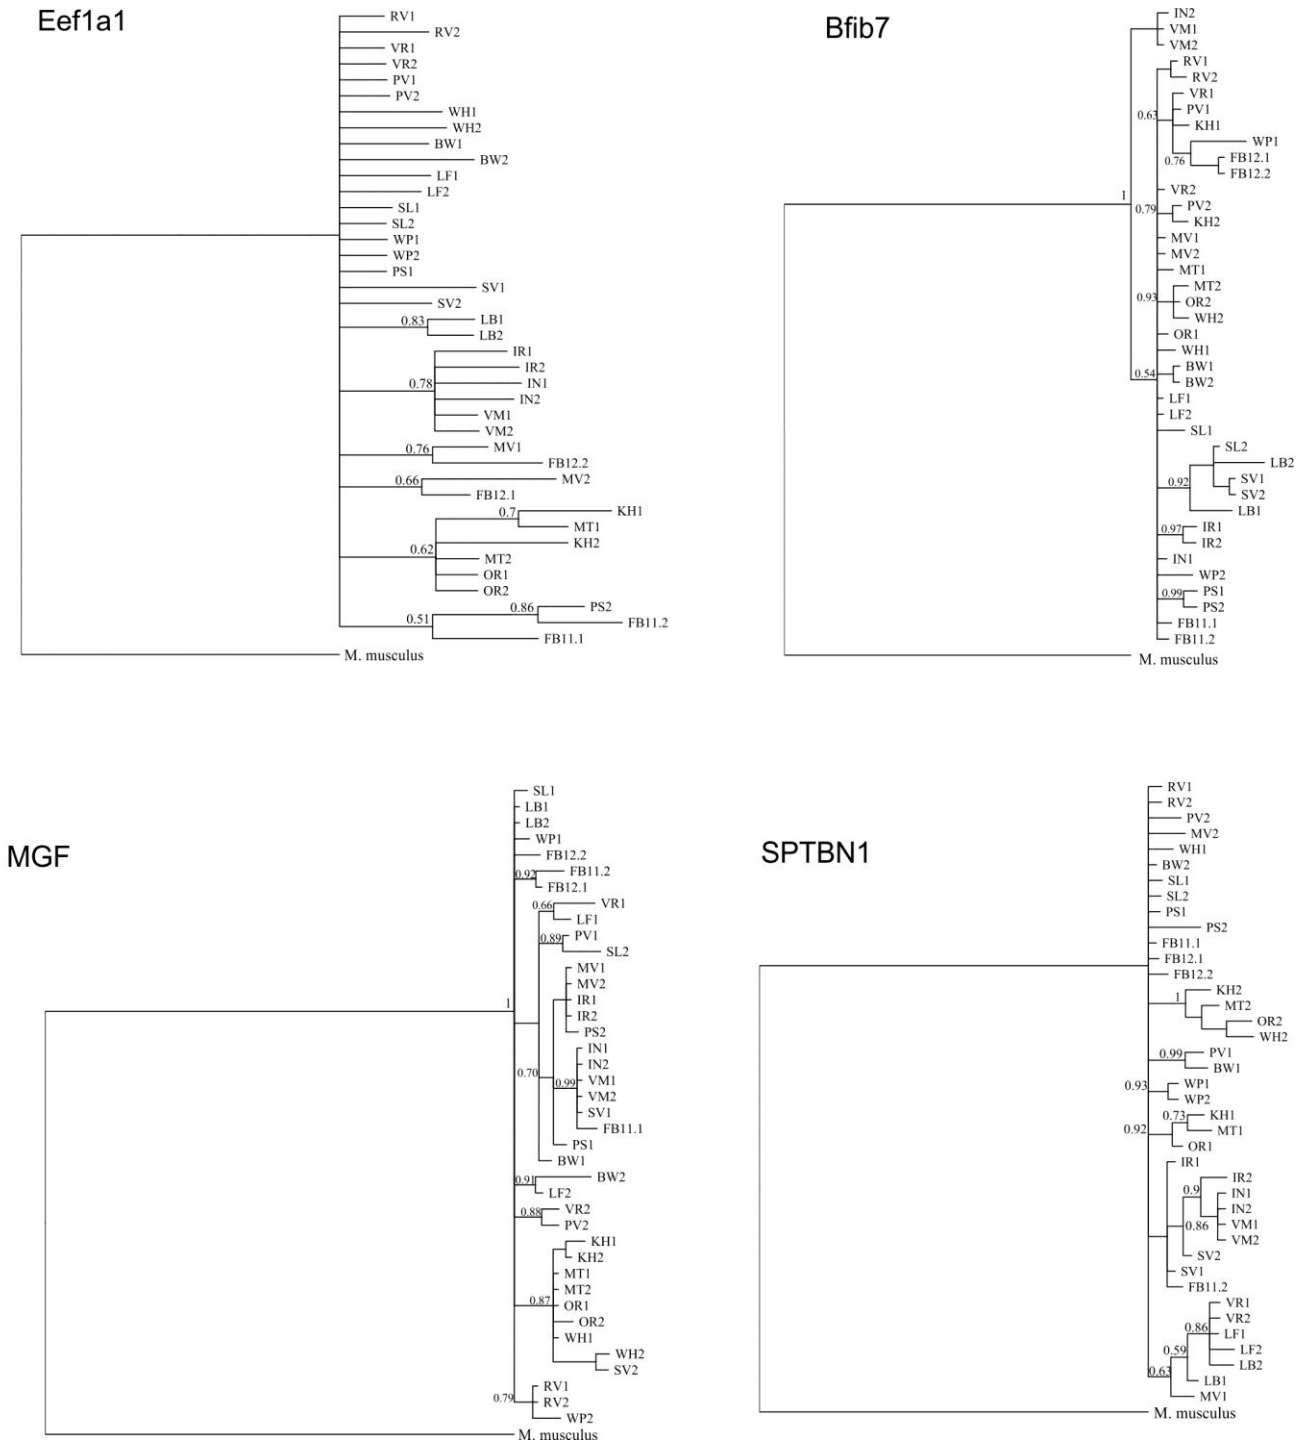 Eef1a1
RV1
RV2
VR1
VR2
PV1
PV2
WH1
WH2
BW1
BW2
LF1
LF2
SL1
SL2
WP1
WP2
PS1
SV1
SV2
0.83
LB1
LB2
IR1
IR2
0.78
IN1
IN2
VM1
VM2
0.76
MV1
FB12.2
0.66
MV2
FB12.1
0.7
KH1
MT1
0.62
KH2
MT2
OR1
OR2
0.86
PS2
0.51
FB11.2
FB11.1
M. musculus
Bfib7
IN2
VM1
VM2
RV1
RV2
VR1
0.63
PV1
KH1
WP1
0.76
FB12.1
FB12.2
VR2
1
0.79
PV2
KH2
MV1
MV2
MT1
MT2
0.93
OR2
WH2
OR1
WH1
BW1
0.54
BW2
LF1
LF2
SL1
SL2
LB2
0.92
SV1
SV2
LB1
0.97
IR1
IR2
IN1
WP2
0.99
PS1
PS2
FB11.1
FB11.2
M. musculus
MGF
SL1
LB1
LB2
WP1
FB12.2
0.92
FB11.2
FB12.1
0.66
VR1
LF1
0.89
PV1
SL2
MV1
MV2
1
IR1
IR2
PS2
IN1
IN2
0.70
0.99
VM1
VM2
SV1
FB11.1
PS1
BW1
0.91
BW2
LF2
0.88
VR2
PV2
KH1
KH2
MT1
MT2
0.87
OR1
OR2
WH1
WH2
SV2
RV1
0.79
RV2
WP2
M. musculus
SPTBN1
RV1
RV2
PV2
MV2
WH1
BW2
SL1
SL2
PS1
PS2
FB11.1
FB12.1
FB12.2
KH2
1
MT2
OR2
WH2
0.99
PV1
BW1
0.93
WP1
WP2
0.73
KH1
0.92
MT1
OR1
IR1
IR2
0.9
IN1
IN2
0.86
VM1
VM2
SV2
SV1
FB11.2
VR1
VR2
0.86
LF1
0.59
LF2
LB2
0.63
LB1
MV1
M. musculus